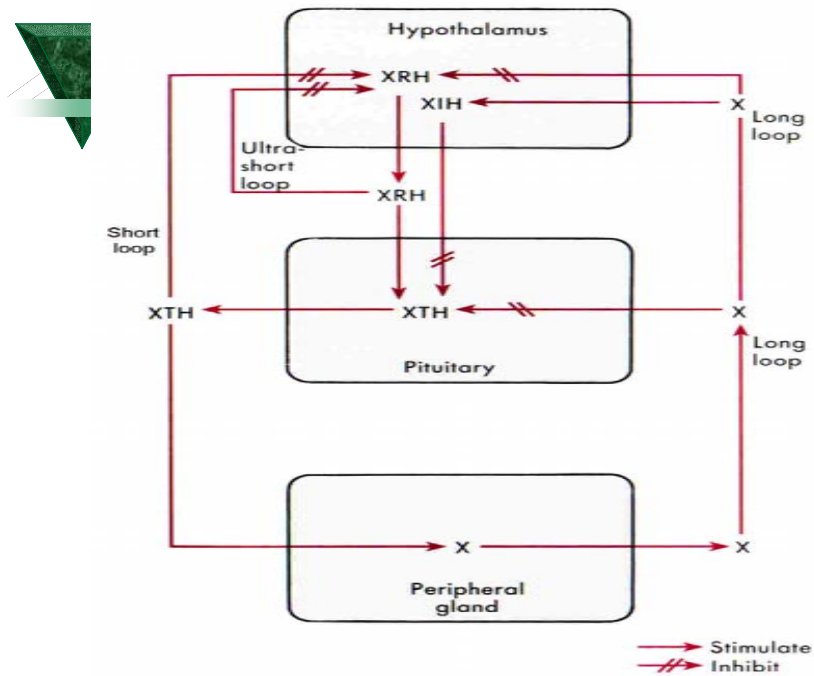 Hypothalamus
XRH
XIH
X
Long
loop
Ultra-
short
loop
XRH
Short
loop
XTH
XTH
X
Pituitary
Long
loop
X
X
Peripheral
gland
Stimulate
Inhibit